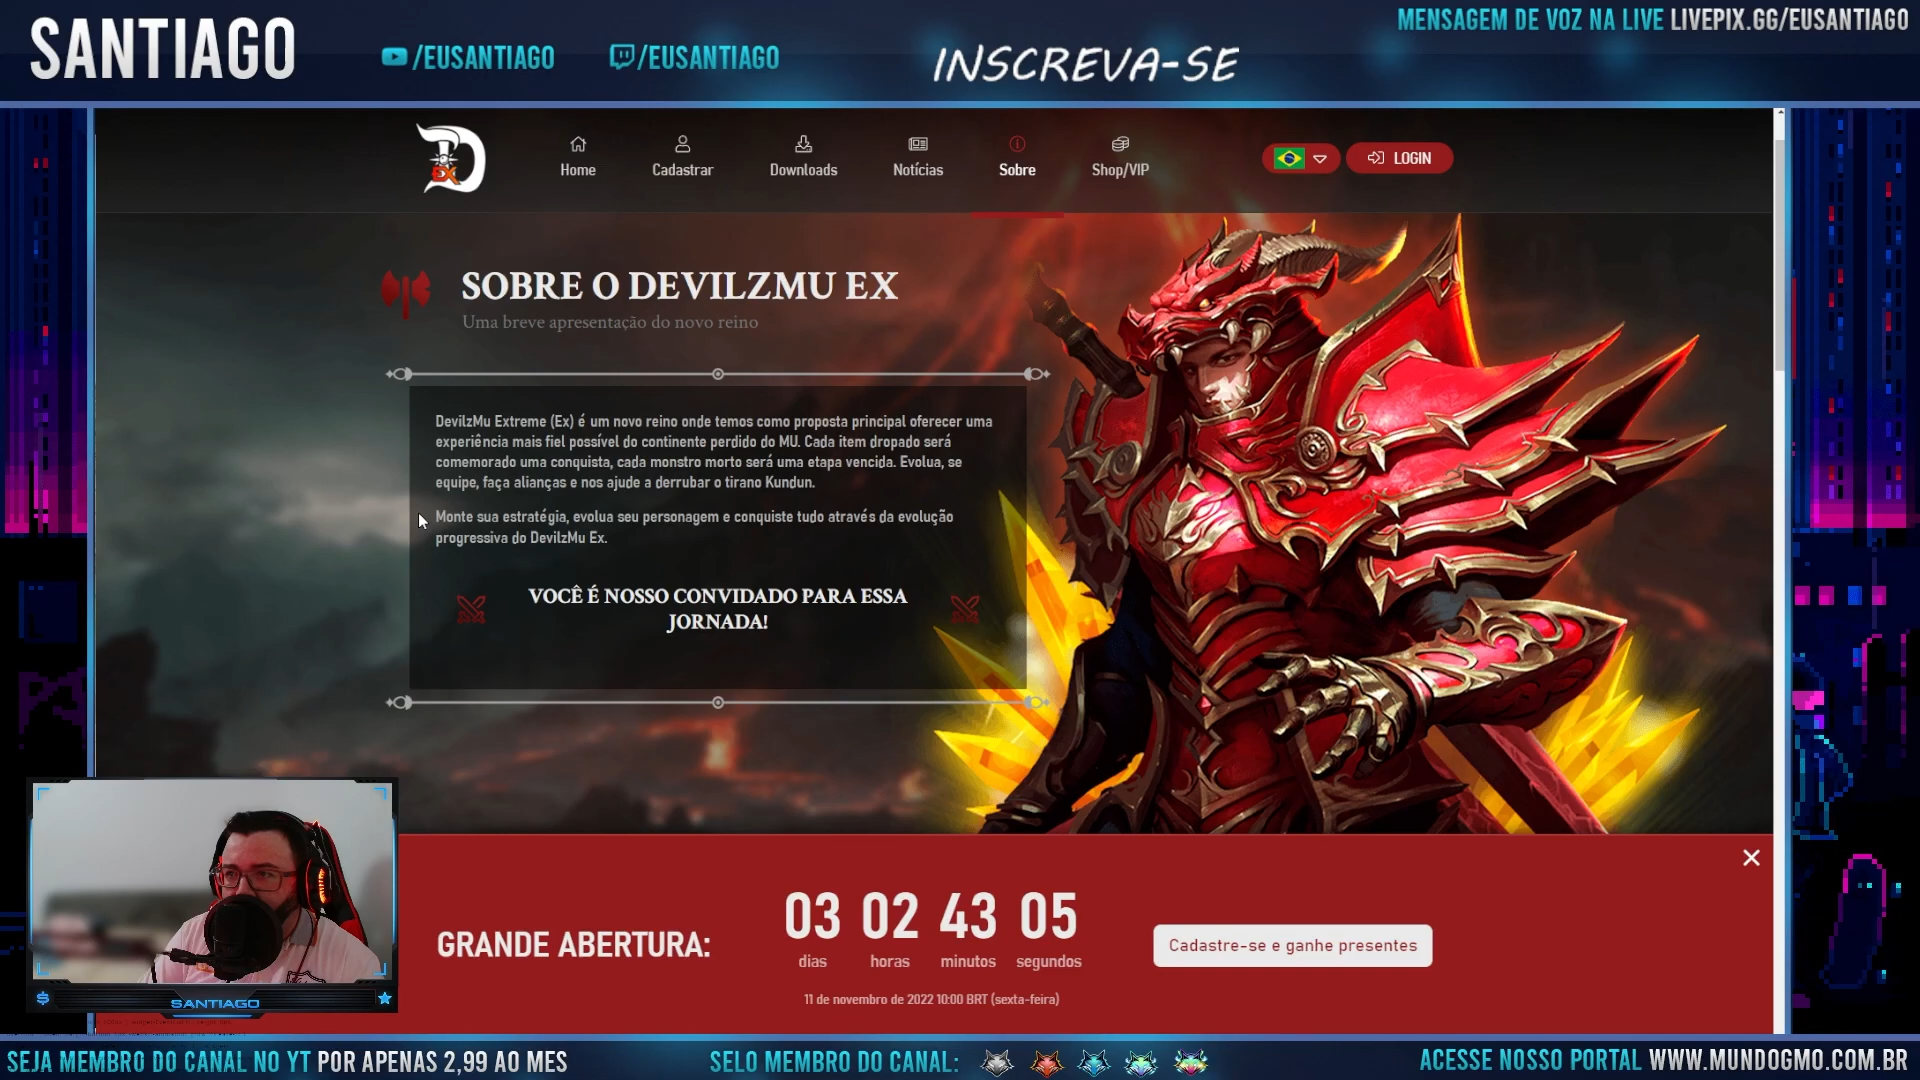 SANTIAGO
/EUSANTIAGO
/EUSANTIAGO
INSCREVA-SE
MENSAGEM DE VOZ NA LIVE LIVEPIX.GG/EUSANTIAGO
EX
Home
Cadastrar
Downloads
Notícias
Sobre
Shop/VIP
LOGIN
SOBRE O DEVILZMU EX
Uma breve apresentação do novo reino
DevilzMu Extreme (Ex) é um novo reino onde temos como proposta principal oferecer uma
experiência mais fiel possível do continente perdido do MU. Cada item dropado será
comemorado uma conquista, cada monstro morto será uma etapa vencida. Evolua, se
equipe, faça alianças e nos ajude a derrubar o tirano Kundun.
Monte sua estratégia, evolua seu personagem e conquiste tudo através da evolução
progressiva do DevilzMu Ex.
VOCÊ É NOSSO CONVIDADO PARA ESSA
JORNADA!
GRANDE ABERTURA:
03 02 43 05
dias horas minutos segundos
11 de novembro de 2022 10:00 BRT (sexta-feira)
Cadastre-se e ganhe presentes
SANTIAGO
SEJA MEMBRO DO CANAL NO YT POR APENAS 2,99 AO MES
SELO MEMBRO DO CANAL:
ACESSE NOSSO PORTAL WWW.MUNDOGMO.COM.BR